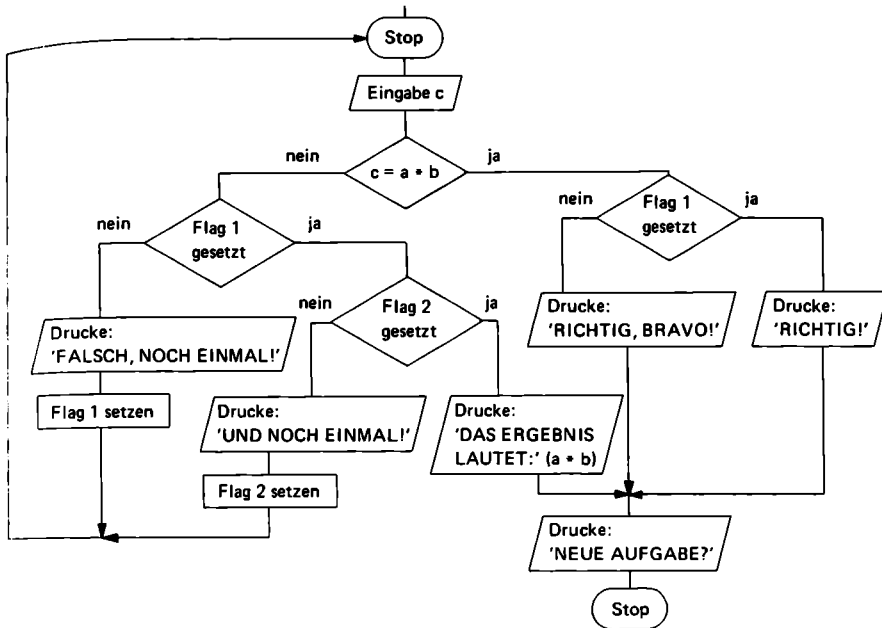 Stop
Eingabe c
nein
c = a * b
ja
nein
Flag 1
gesetzt
ja
nein
Flag 1
gesetzt
ja
nein
Flag 2
gesetzt
ja
Drucke:
'FALSCH, NOCH EINMAL!'
Flag 1 setzen
Drucke:
'UND NOCH EINMAL!'
Flag 2 setzen
Drucke:
'DAS ERGEBNIS
LAUTET:' (a * b)
Drucke:
'RICHTIG, BRAVO!'
Drucke:
'RICHTIG!'
Drucke:
'NEUE AUFGABE?'
Stop